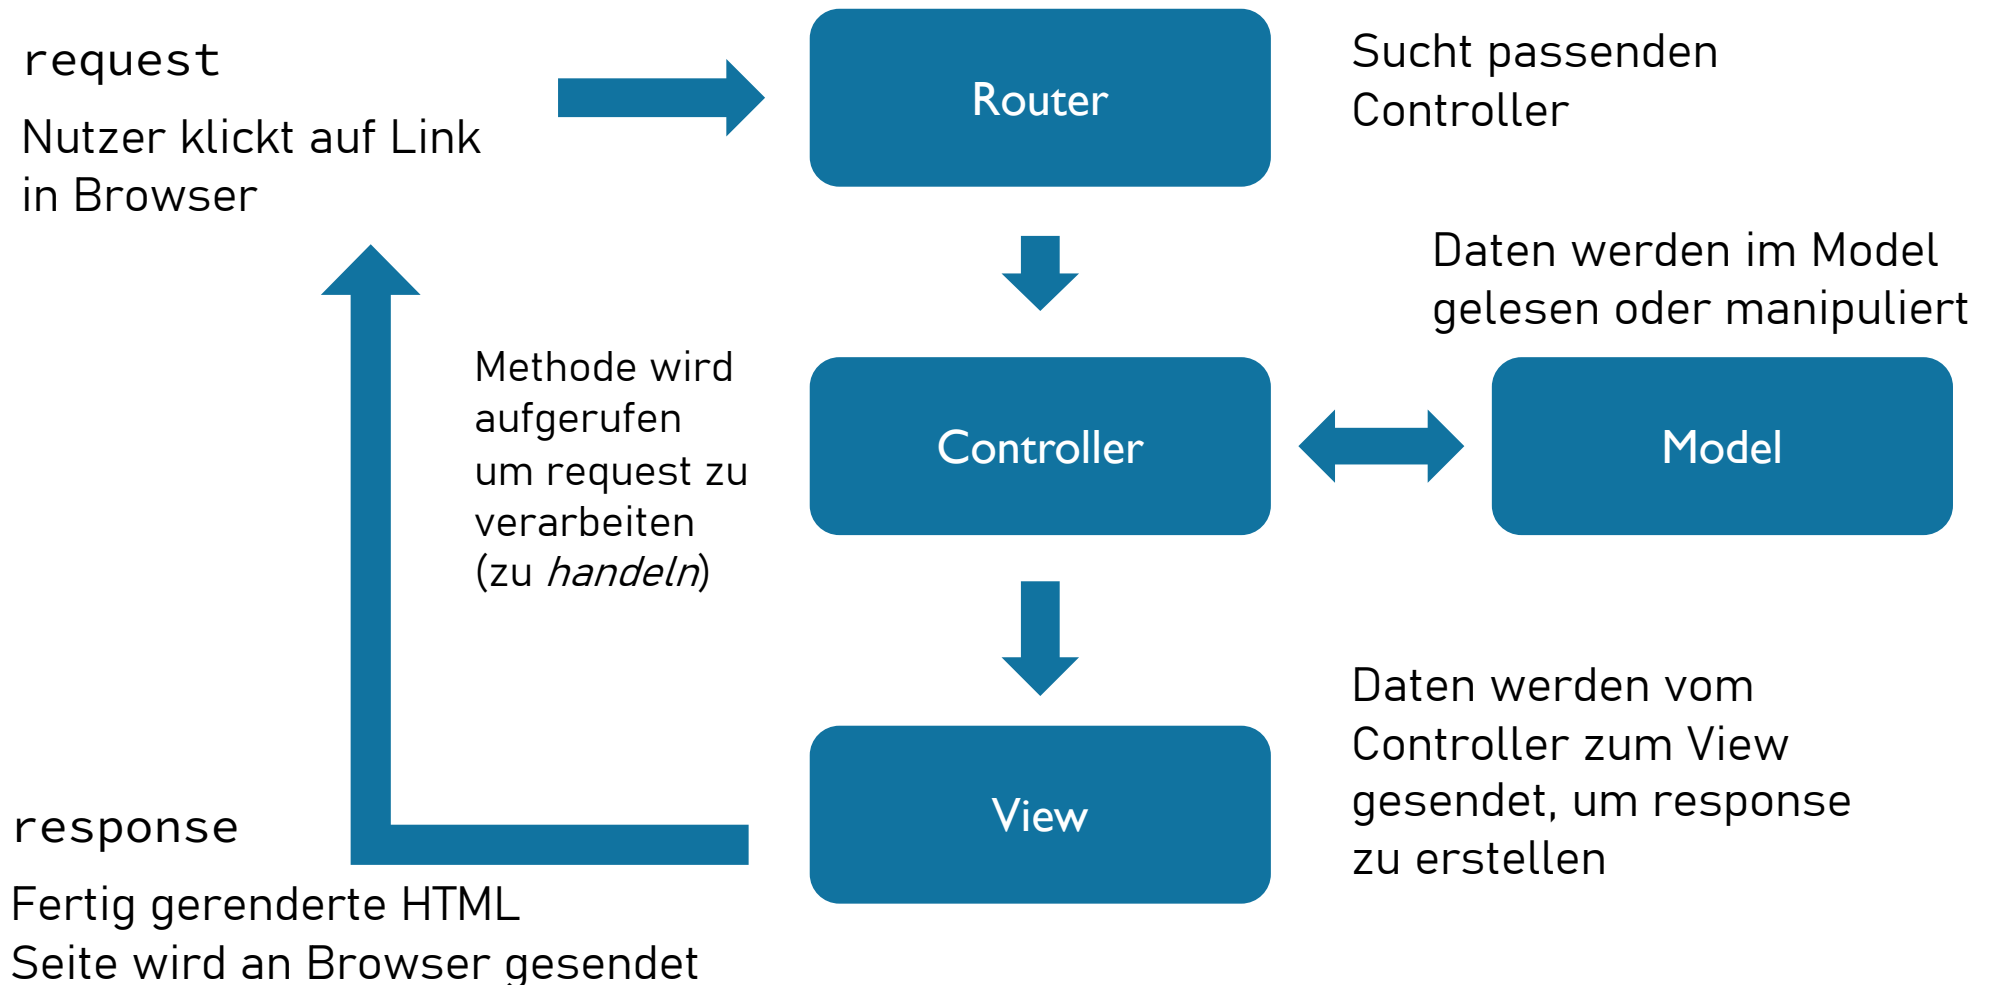 request
Nutzer klickt auf Link
in Browser
Router
Sucht passenden
Controller
Daten werden im Model
gelesen oder manipuliert
Methode wird
aufgerufen
um request zu
verarbeiten
(zu handeln)
Controller
Model
View
Daten werden vom
Controller zum View
gesendet, um response
zu erstellen
response
Fertig gerenderte HTML
Seite wird an Browser gesendet